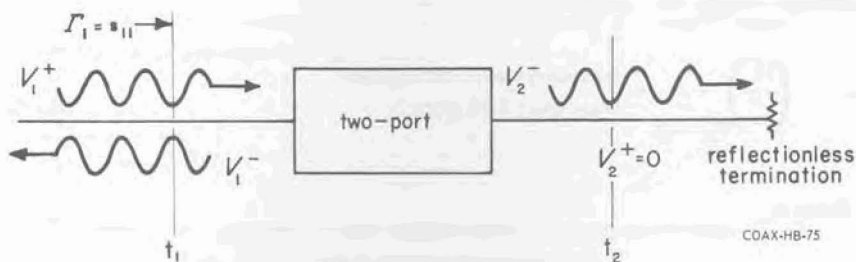 Γ₁ = s₁₁
V₁⁺
V₁⁻
two-port
V₂⁻
V₂⁺=0
reflectionless
termination
t₁
t₂
COAX-HB-75